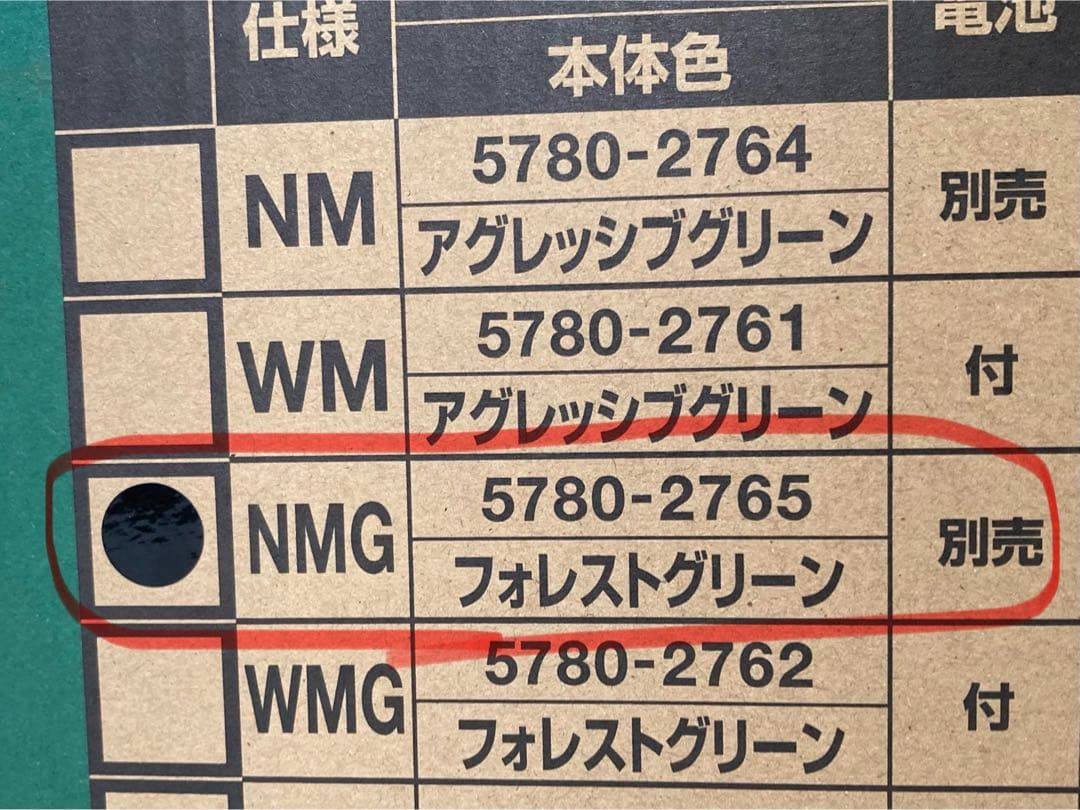 仕様
本体色
電池
NM
5780-2764
アグレッシブグリーン
別売
WM
5780-2761
アグレッシブグリーン
付
NMG
5780-2765
フォレストグリーン
別売
WMG
5780-2762
フォレストグリーン
付